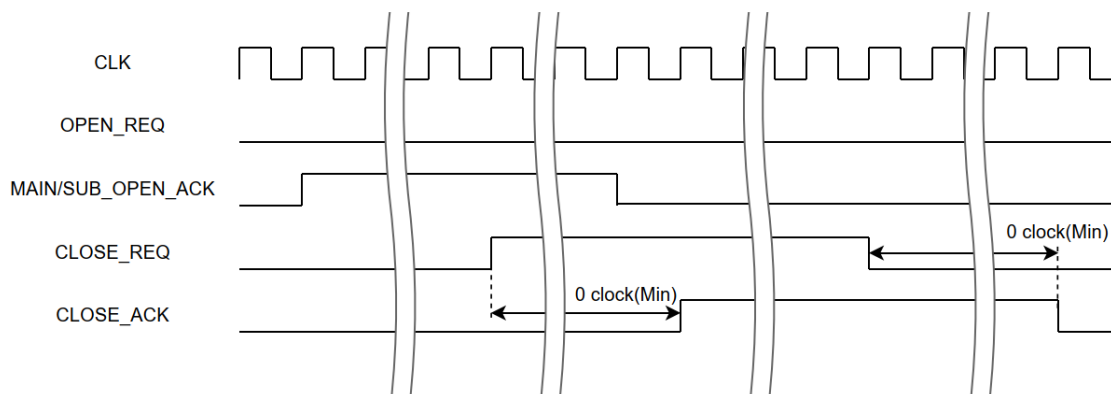 CLK
OPEN_REQ
MAIN/SUB_OPEN_ACK
CLOSE_REQ
0 clock(Min)
CLOSE_ACK
0 clock(Min)